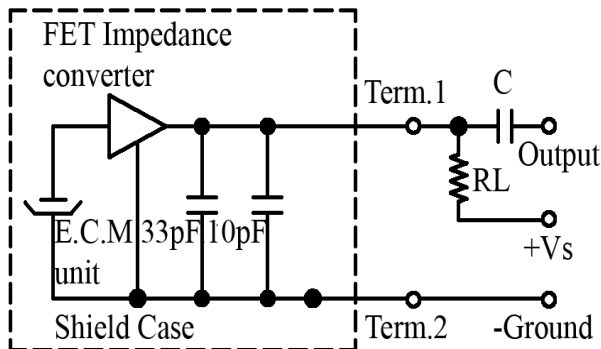 FET Impedance
converter
Term.1
C
Output
RL
E.C.M 33pF 10pF
unit
+Vs
Shield Case
Term.2
-Ground